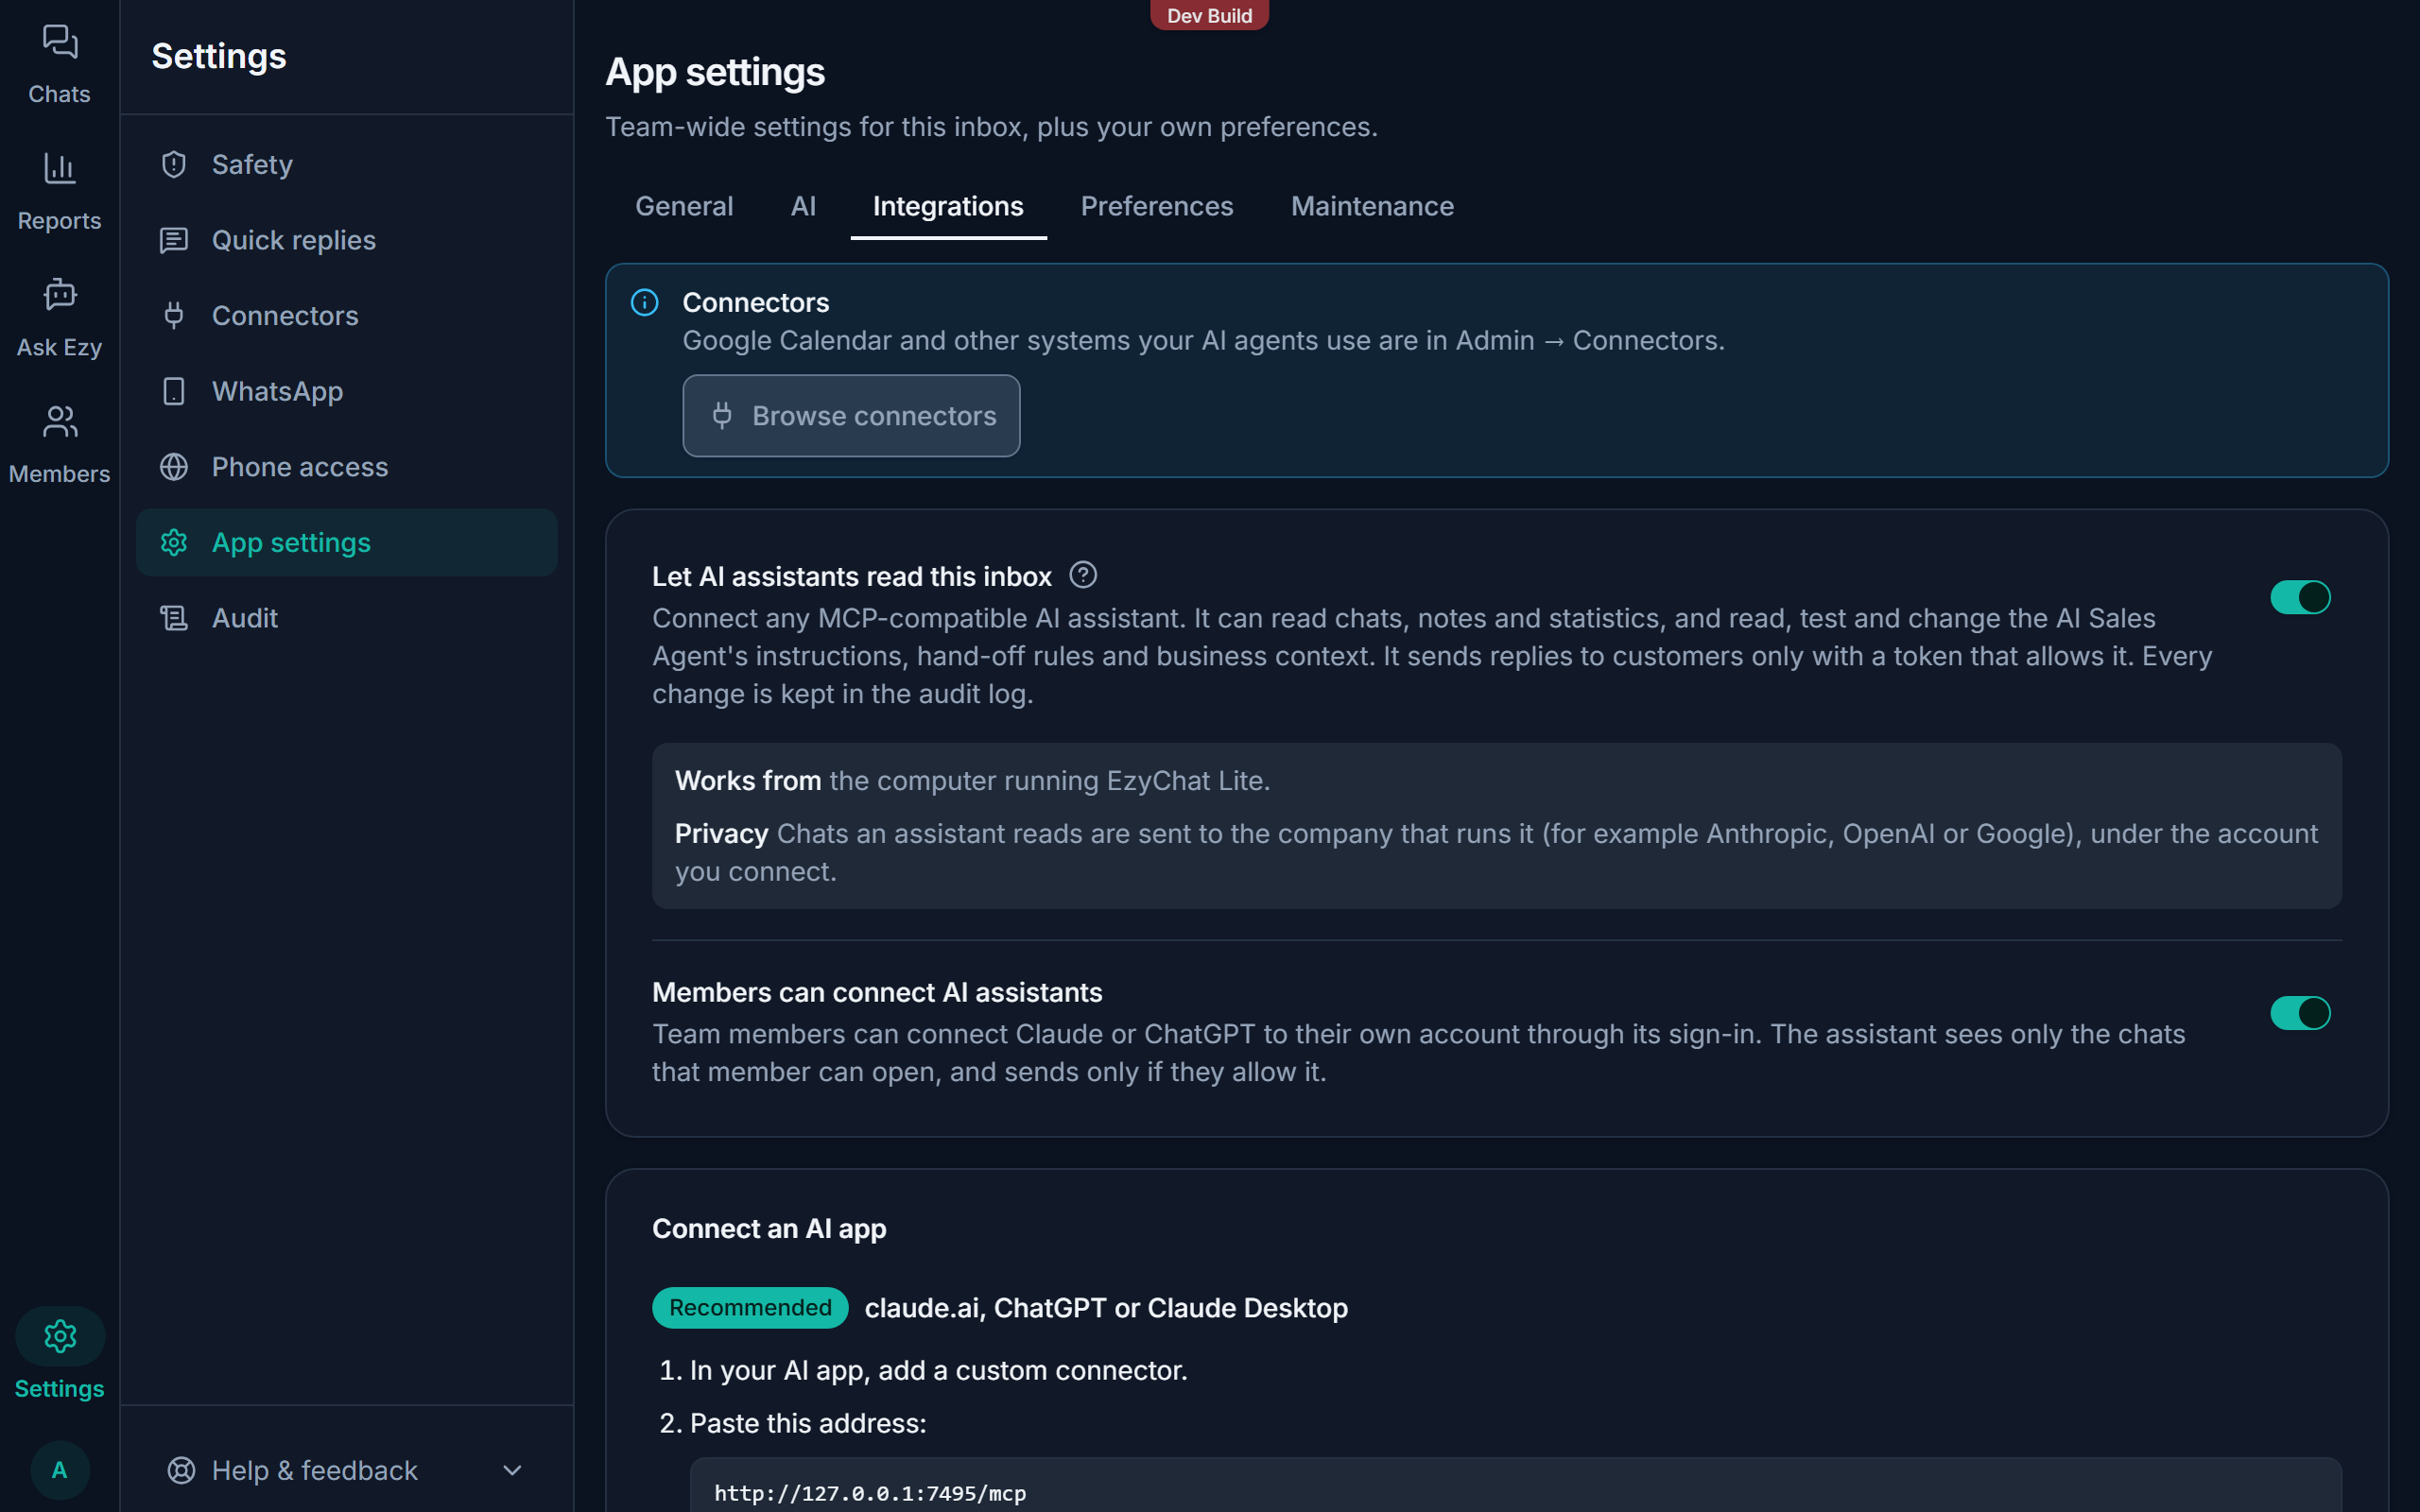 Dev Build
Chats
Reports
Ask Ezy
Members
Settings
A
Settings
Safety
Quick replies
Connectors
WhatsApp
Phone access
App settings
Audit
Help & feedback
App settings
Team-wide settings for this inbox, plus your own preferences.
General
AI
Integrations
Preferences
Maintenance
Connectors
Google Calendar and other systems your AI agents use are in Admin → Connectors.
Browse connectors
Let AI assistants read this inbox
Connect any MCP-compatible AI assistant. It can read chats, notes and statistics, and read, test and change the AI Sales
Agent's instructions, hand-off rules and business context. It sends replies to customers only with a token that allows it. Every
change is kept in the audit log.
Works from the computer running EzyChat Lite.
Privacy Chats an assistant reads are sent to the company that runs it (for example Anthropic, OpenAI or Google), under the account
you connect.
Members can connect AI assistants
Team members can connect Claude or ChatGPT to their own account through its sign-in. The assistant sees only the chats
that member can open, and sends only if they allow it.
Connect an AI app
Recommended claude.ai, ChatGPT or Claude Desktop
1. In your AI app, add a custom connector.
2. Paste this address:
http://127.0.0.1:7495/mcp